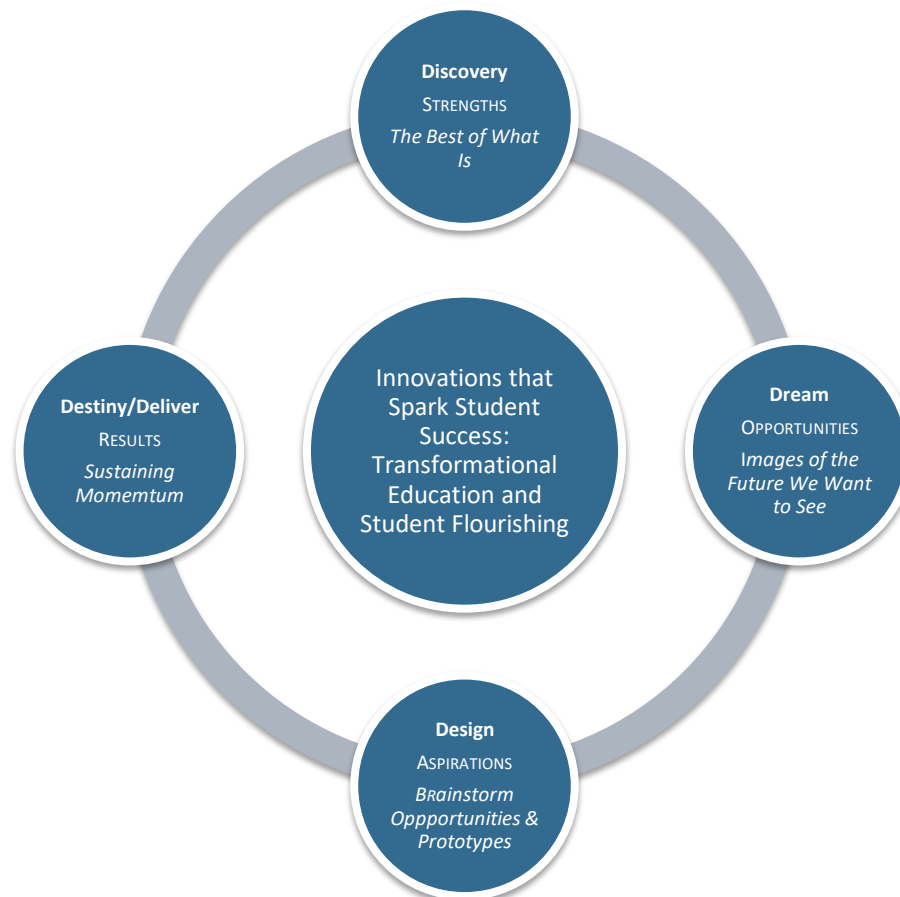 Discovery
STRENGTHS
The Best of What
Is
Destiny/Deliver
RESULTS
Sustaining
Momemtum
Innovations that
Spark Student
Success:
Transformational
Education and
Student Flourishing
Dream
OPPORTUNITIES
Images of the
Future We Want
to See
Design
ASPIRATIONS
BRainstorm
Oppportunities &
Prototypes